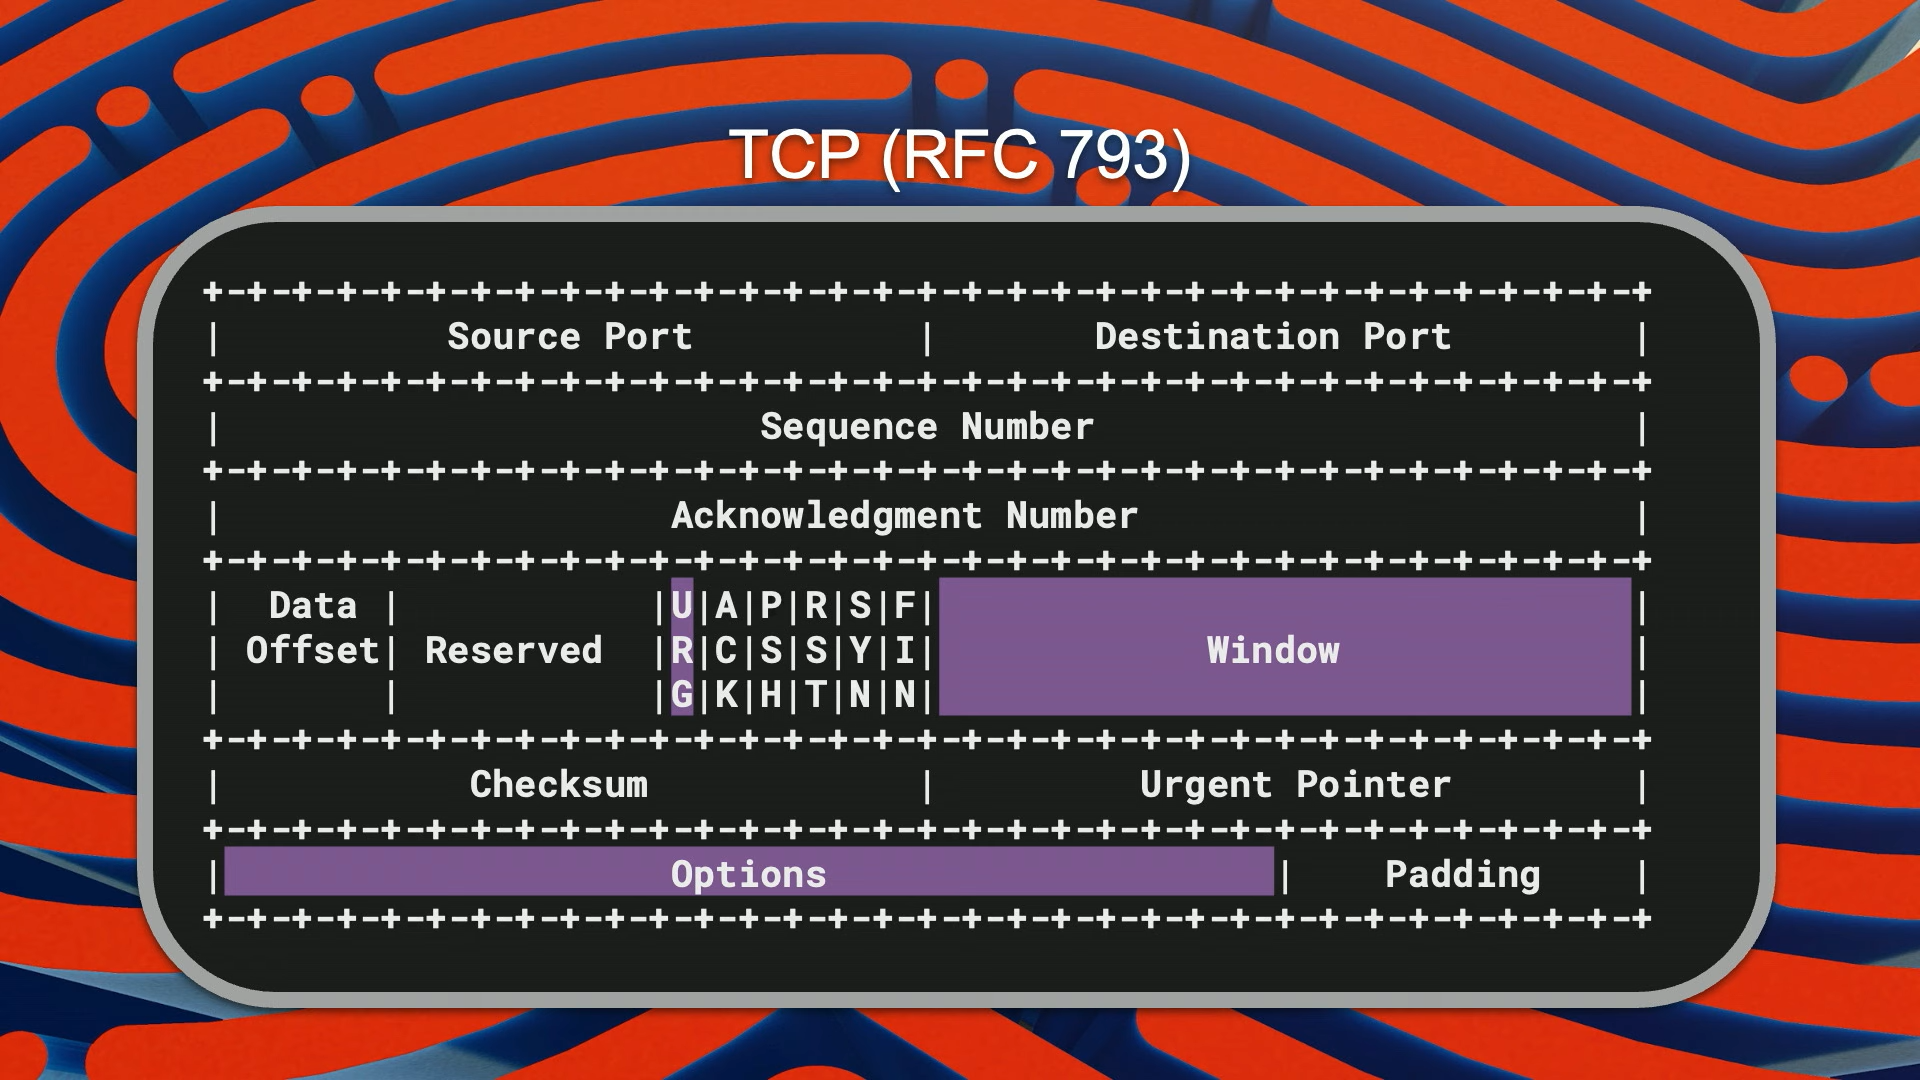 TCP (RFC 793)
+-+-+-+-+-+-+-+-+-+-+-+-+-+-+-+-+-+-+-+-+-+-+-+-+-+-+-+-+-+-+-+-+
|          Source Port          |       Destination Port        |
+-+-+-+-+-+-+-+-+-+-+-+-+-+-+-+-+-+-+-+-+-+-+-+-+-+-+-+-+-+-+-+-+
|                        Sequence Number                        |
+-+-+-+-+-+-+-+-+-+-+-+-+-+-+-+-+-+-+-+-+-+-+-+-+-+-+-+-+-+-+-+-+
|                    Acknowledgment Number                      |
+-+-+-+-+-+-+-+-+-+-+-+-+-+-+-+-+-+-+-+-+-+-+-+-+-+-+-+-+-+-+-+-+
|  Data |           |U|A|P|R|S|F|                               |
| Offset| Reserved  |R|C|S|S|Y|I|            Window             |
|       |           |G|K|H|T|N|N|                               |
+-+-+-+-+-+-+-+-+-+-+-+-+-+-+-+-+-+-+-+-+-+-+-+-+-+-+-+-+-+-+-+-+
|           Checksum            |         Urgent Pointer        |
+-+-+-+-+-+-+-+-+-+-+-+-+-+-+-+-+-+-+-+-+-+-+-+-+-+-+-+-+-+-+-+-+
|                    Options                    |    Padding    |
+-+-+-+-+-+-+-+-+-+-+-+-+-+-+-+-+-+-+-+-+-+-+-+-+-+-+-+-+-+-+-+-+